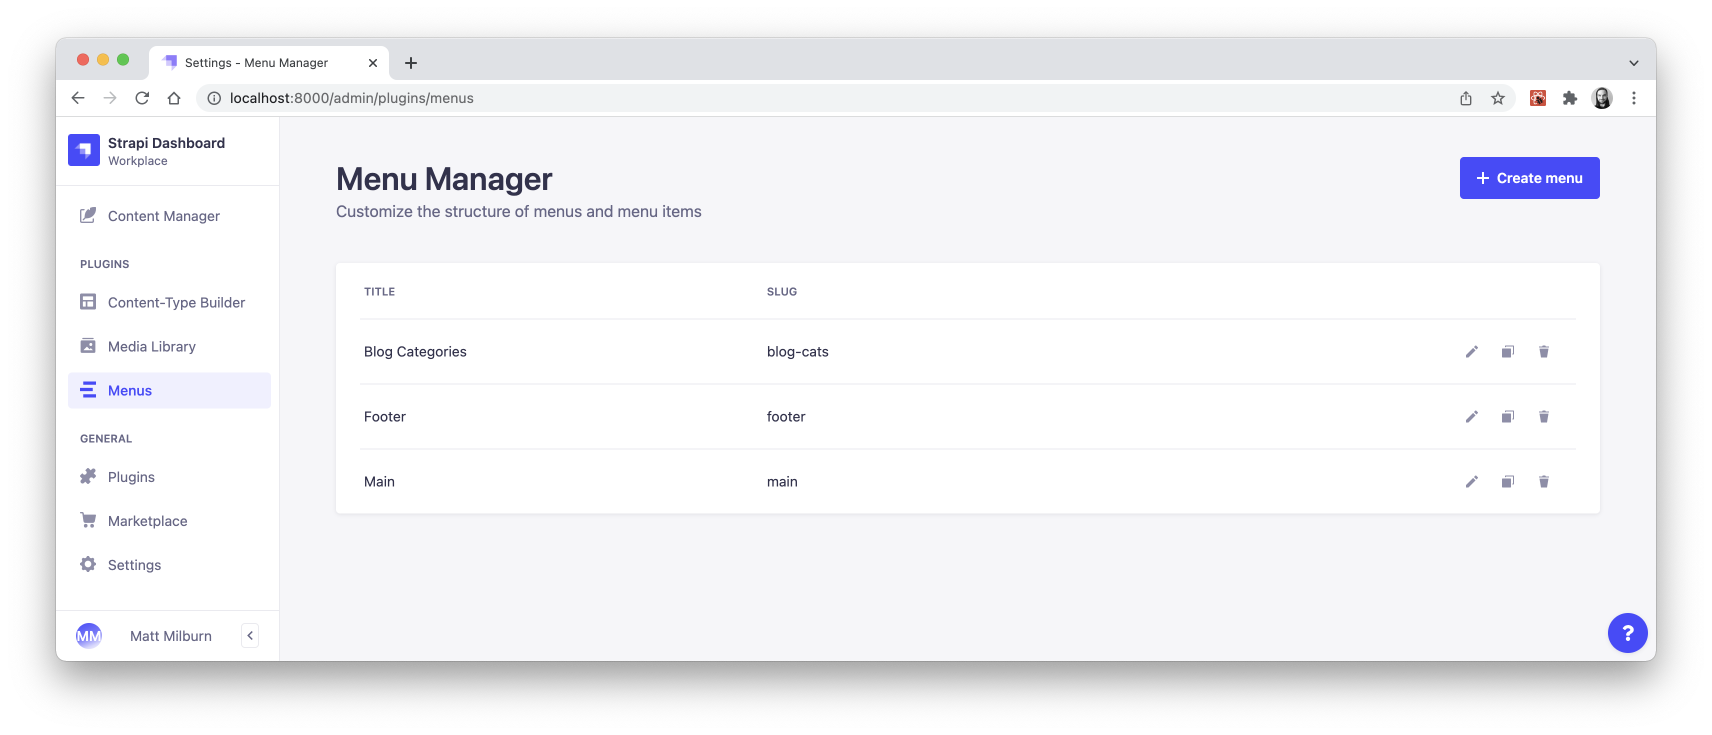 Settings - Menu Manager
localhost:8000/admin/plugins/menus
Strapi Dashboard
Workplace
Content Manager
PLUGINS
Content-Type Builder
Media Library
Menus
GENERAL
Plugins
Marketplace
Settings
MM Matt Milburn
Menu Manager
Customize the structure of menus and menu items
+ Create menu
TITLE SLUG
Blog Categories blog-cats
Footer footer
Main main
?